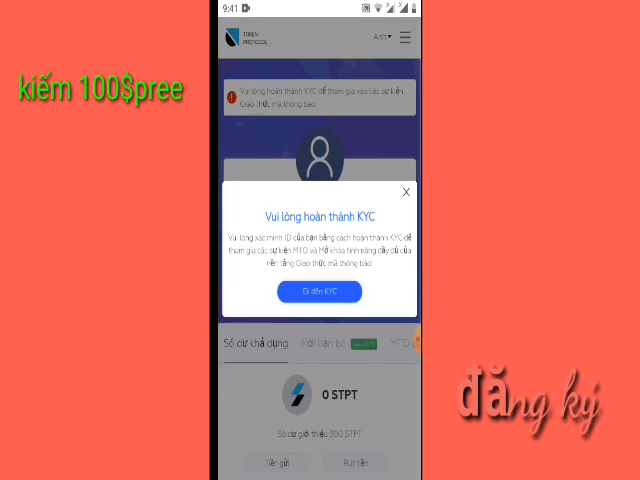 9:41
TOKEN
PROTOCOOL
Anh
kiếm 100$pree
Vui lòng hoàn thành KYC để tham gia vào các sự kiện
Giao thức mã thông báo.
X
Vui lòng hoàn thành KYC
Vui lòng xác minh ID của bạn bằng cách hoàn thành KYC để
tham gia các sự kiện MTO và Mở khóa tính năng đầy đủ của
nền tảng Giao thức mã thông báo!
Đi đến KYC
Số dư khả dụng Mời bạn bè MTO
0 STPT
Số dư giới thiệu 300 STPT
Tiền gửi Rút tiền
đăng ký